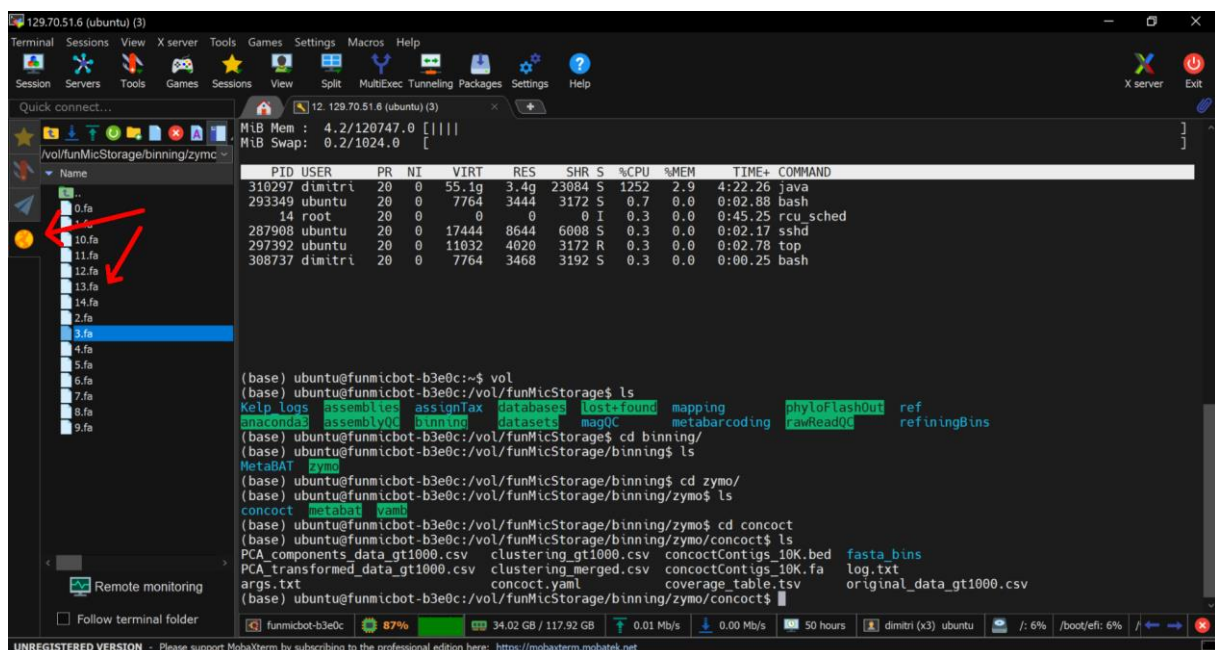 129.70.51.6 (ubuntu) (3)
Terminal Sessions View X server Tools Games Settings Macros Help
Session Servers Tools Games Sessions View Split MultiExec Tunneling Packages Settings Help X server Exit
Quick connect...
12. 129.70.51.6 (ubuntu) (3)
/vol/funMicStorage/binning/zymo
Name
..
0.fa
1.fa
10.fa
11.fa
12.fa
13.fa
14.fa
2.fa
3.fa
4.fa
5.fa
6.fa
7.fa
8.fa
9.fa
Remote monitoring
Follow terminal folder
MiB Mem : 4.2/120747.0 [||||                ]
MiB Swap: 0.2/1024.0 [                ]
PID USER PR NI VIRT RES SHR S %CPU %MEM TIME+ COMMAND
310297 dimitri 20 0 55.1g 3.4g 23084 S 1252 2.9 4:22.26 java
293349 ubuntu 20 0 7764 3444 3172 S 0.7 0.0 0:02.88 bash
14 root 20 0 0 0 0 I 0.3 0.0 0:45.25 rcu_sched
287908 ubuntu 20 0 17444 8644 6008 S 0.3 0.0 0:02.17 sshd
297392 ubuntu 20 0 11032 4020 3172 R 0.3 0.0 0:02.78 top
308737 dimitri 20 0 7764 3468 3192 S 0.3 0.0 0:00.25 bash
(base) ubuntu@funmicbot-b3e0c:~$ vol
(base) ubuntu@funmicbot-b3e0c:/vol/funMicStorage$ ls
Kelp_logs assemblies assignTax databases lost+found mapping phyloFlashOut ref
anaconda3 assemblyQC binning datasets magQC metabarcoding rawReadQC refiningBins
(base) ubuntu@funmicbot-b3e0c:/vol/funMicStorage$ cd binning/
(base) ubuntu@funmicbot-b3e0c:/vol/funMicStorage/binning$ ls
MetaBAT zymo
(base) ubuntu@funmicbot-b3e0c:/vol/funMicStorage/binning$ cd zymo/
(base) ubuntu@funmicbot-b3e0c:/vol/funMicStorage/binning/zymo$ ls
concoct metabat vamb
(base) ubuntu@funmicbot-b3e0c:/vol/funMicStorage/binning/zymo$ cd concoct
(base) ubuntu@funmicbot-b3e0c:/vol/funMicStorage/binning/zymo/concoct$ ls
PCA_components_data_gt1000.csv clustering_gt1000.csv concoctContigs_10K.bed fasta_bins
PCA_transformed_data_gt1000.csv clustering_merged.csv concoctContigs_10K.fa log.txt
args.txt concoct.yaml coverage_table.tsv original_data_gt1000.csv
(base) ubuntu@funmicbot-b3e0c:/vol/funMicStorage/binning/zymo/concoct$
funmicbot-b3e0c 87% 34.02 GB / 117.92 GB 0.01 Mb/s 0.00 Mb/s 50 hours dimitri (x3) ubuntu /: 6% /boot/efi: 6% /
UNREGISTERED VERSION - Please support MobaXterm by subscribing to the professional edition here: https://mobaxterm.mobatek.net